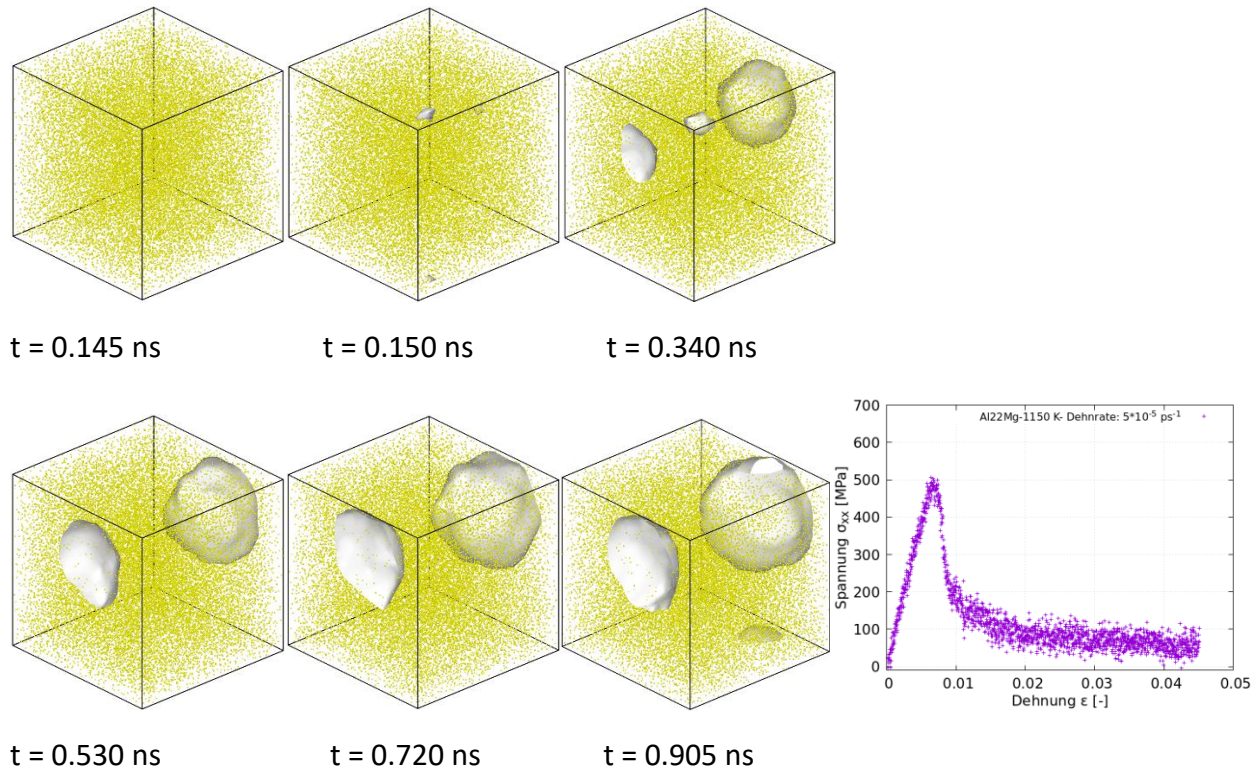 t = 0.145 ns
t = 0.150 ns
t = 0.340 ns
700
Al22Mg-1150 K- Dehnrate: 5*10⁻⁵ ps⁻¹
600
500
400
300
200
100
0
Spannung σxx [MPa]
0 0.01 0.02 0.03 0.04 0.05
Dehnung ε [-]
t = 0.530 ns
t = 0.720 ns
t = 0.905 ns